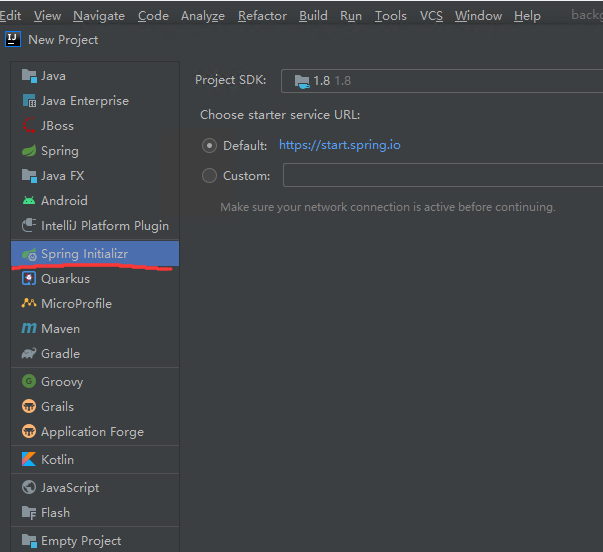 Edit View Navigate Code Analyze Refactor Build Run Tools VCS Window Help
New Project
Java
Java Enterprise
JBoss
Spring
Java FX
Android
IntelliJ Platform Plugin
Spring Initializr
Quarkus
MicroProfile
Maven
Gradle
Groovy
Grails
Application Forge
Kotlin
JavaScript
Flash
Empty Project
Project SDK: 1.8 1.8
Choose starter service URL:
Default: https://start.spring.io
Custom:
Make sure your network connection is active before continuing.